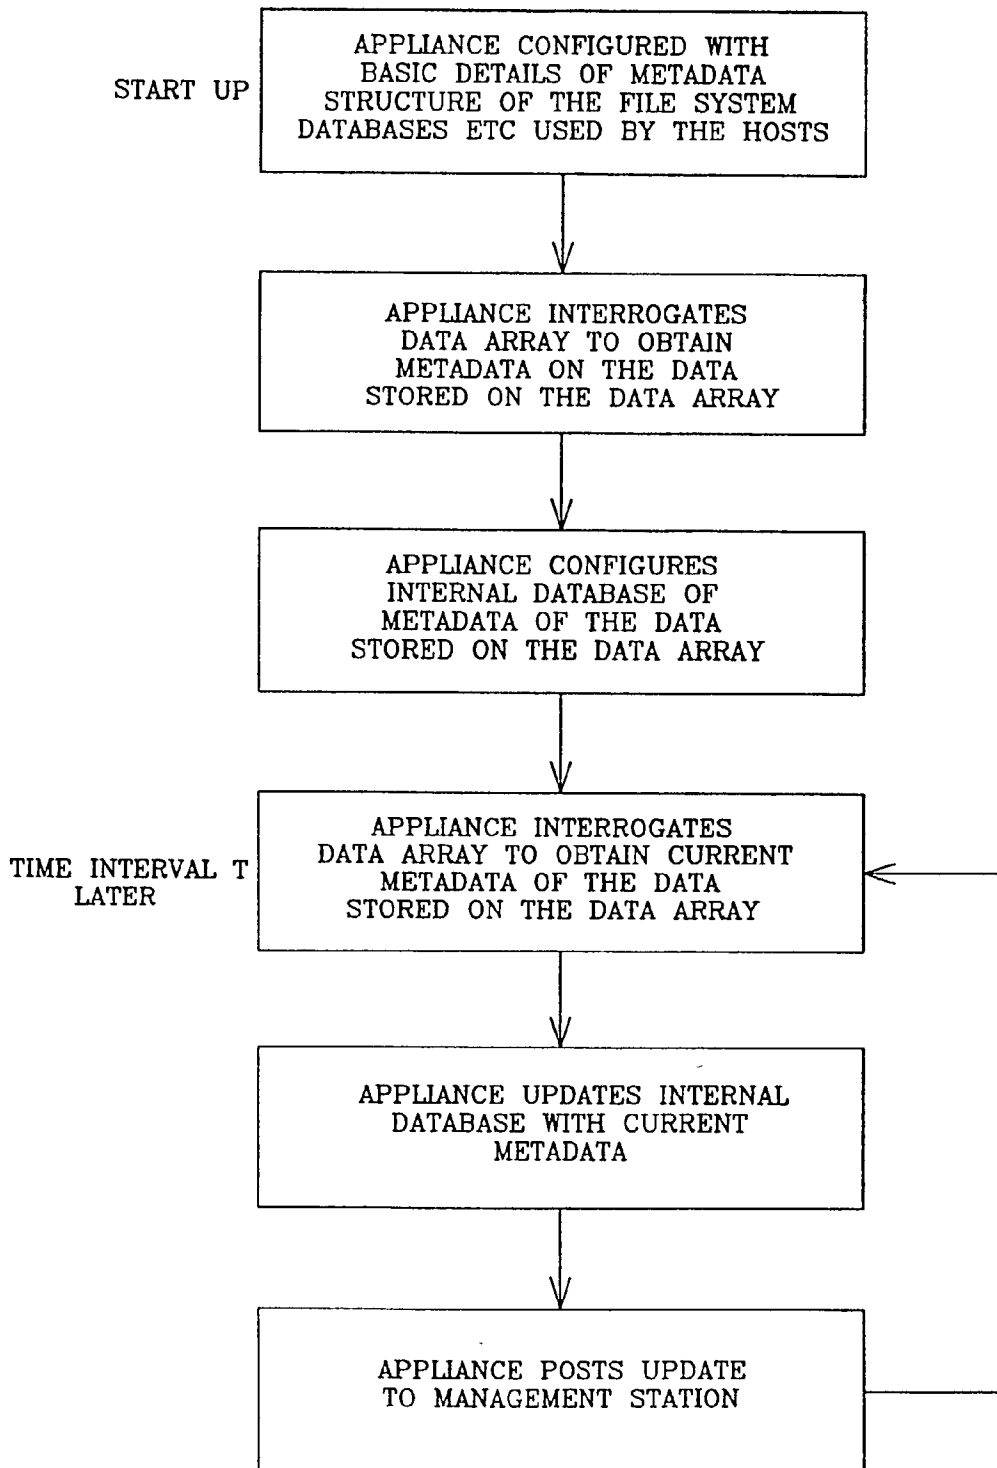 START UP
APPLIANCE CONFIGURED WITH
BASIC DETAILS OF METADATA
STRUCTURE OF THE FILE SYSTEM
DATABASES ETC USED BY THE HOSTS
APPLIANCE INTERROGATES
DATA ARRAY TO OBTAIN
METADATA ON THE DATA
STORED ON THE DATA ARRAY
APPLIANCE CONFIGURES
INTERNAL DATABASE OF
METADATA OF THE DATA
STORED ON THE DATA ARRAY
TIME INTERVAL T
LATER
APPLIANCE INTERROGATES
DATA ARRAY TO OBTAIN CURRENT
METADATA OF THE DATA
STORED ON THE DATA ARRAY
APPLIANCE UPDATES INTERNAL
DATABASE WITH CURRENT
METADATA
APPLIANCE POSTS UPDATE
TO MANAGEMENT STATION